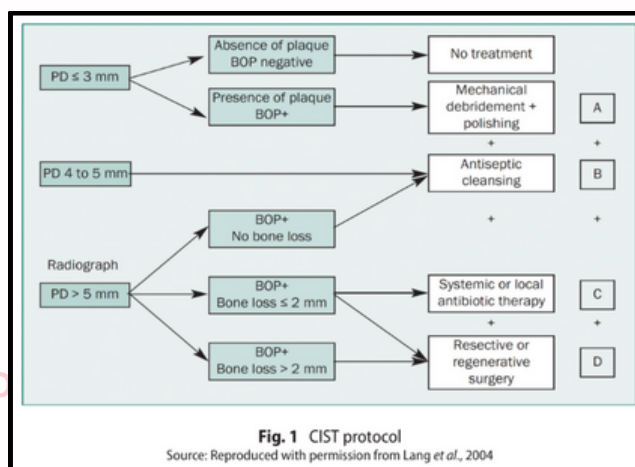 PD ≤ 3 mm
Absence of plaque
BOP negative
No treatment
Presence of plaque
BOP+
Mechanical
debridement +
polishing
A
+ +
PD 4 to 5 mm
Antiseptic
cleansing
B
BOP+
No bone loss
+ +
Radiograph
PD > 5 mm
BOP+
Bone loss ≤ 2 mm
Systemic or local
antibiotic therapy
C
+ +
BOP+
Bone loss > 2 mm
Resective or
regenerative
surgery
D
Fig. 1 CIST protocol
Source: Reproduced with permission from Lang et al., 2004